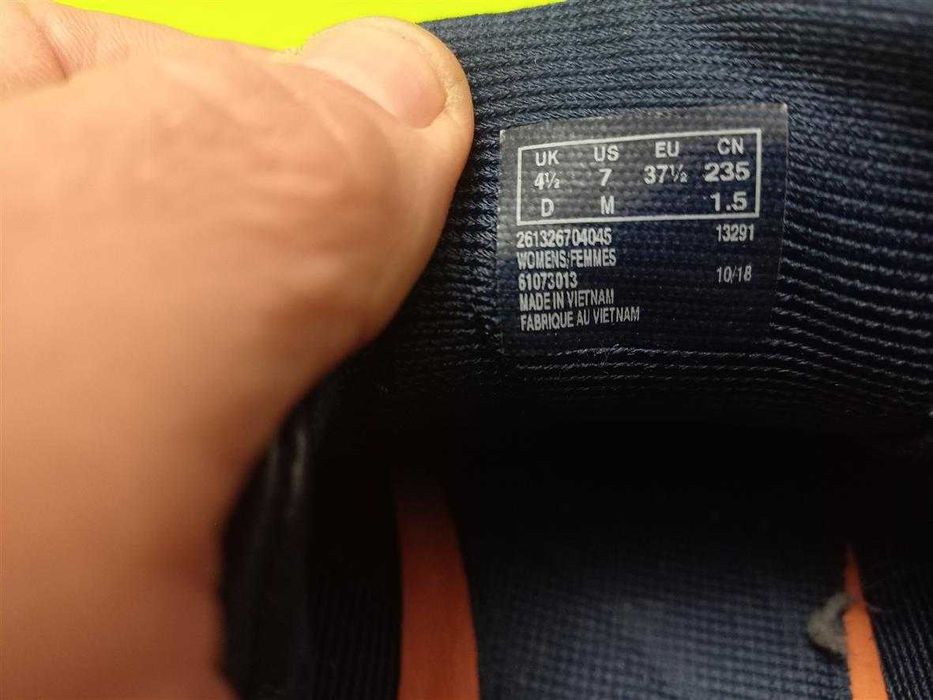 UK US EU CN
4½ 7 37½ 235
D M 1.5
261326704045 13291
WOMENS/FEMMES
61073013 10/18
MADE IN VIETNAM
FABRIQUE AU VIETNAM